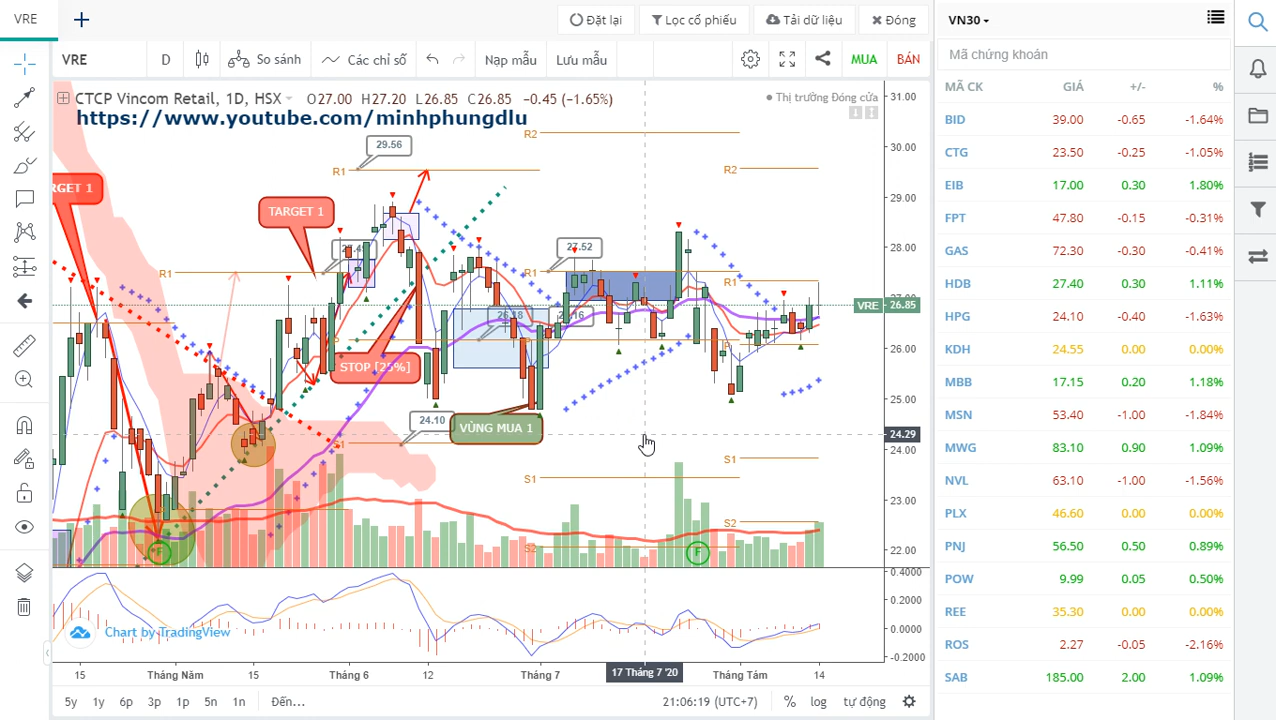 VRE
Đặt lại
Lọc cổ phiếu
Tải dữ liệu
Đóng
VN30
VRE
D
So sánh
Các chỉ số
Nạp mẫu
Lưu mẫu
MUA
BÁN
Mã chứng khoán
CTCP Vincom Retail, 1D, HSX
O27.00 H27.20 L26.85 C26.85 −0.45 (−1.65%)
Thị trường Đóng cửa
https://www.youtube.com/minhphungdlu
MÃ CK GIÁ +/- %
BID 39.00 -0.65 -1.64%
CTG 23.50 -0.25 -1.05%
EIB 17.00 0.30 1.80%
FPT 47.80 -0.15 -0.31%
GAS 72.30 -0.30 -0.41%
HDB 27.40 0.30 1.11%
HPG 24.10 -0.40 -1.63%
KDH 24.55 0.00 0.00%
MBB 17.15 0.20 1.18%
MSN 53.40 -1.00 -1.84%
MWG 83.10 0.90 1.09%
NVL 63.10 -1.00 -1.56%
PLX 46.60 0.00 0.00%
PNJ 56.50 0.50 0.89%
POW 9.99 0.05 0.50%
REE 35.30 0.00 0.00%
ROS 2.27 -0.05 -2.16%
SAB 185.00 2.00 1.09%
31.00
30.00
29.00
28.00
26.00
25.00
24.00
23.00
22.00
VRE 26.85
24.29
0.4000
0.2000
0.0000
-0.2000
R2
29.56
R1
R2
RGET 1
TARGET 1
27.52
R1
R1
R1
26.18
STOP [25%]
24.10
VÙNG MUA 1
S1
S1
S2
S2
F
F
Chart by TradingView
15
Tháng Năm
15
Tháng 6
12
Tháng 7
17 Tháng 7 '20
Tháng Tám
14
5y 1y 6p 3p 1p 5n 1n Đến...
21:06:19 (UTC+7)
% log tự động